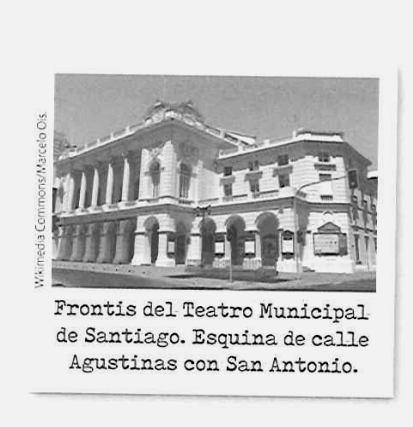 Wikimedia Commons/Marcelo Ois.
Frontis del Teatro Municipal
de Santiago. Esquina de calle
Agustinas con San Antonio.